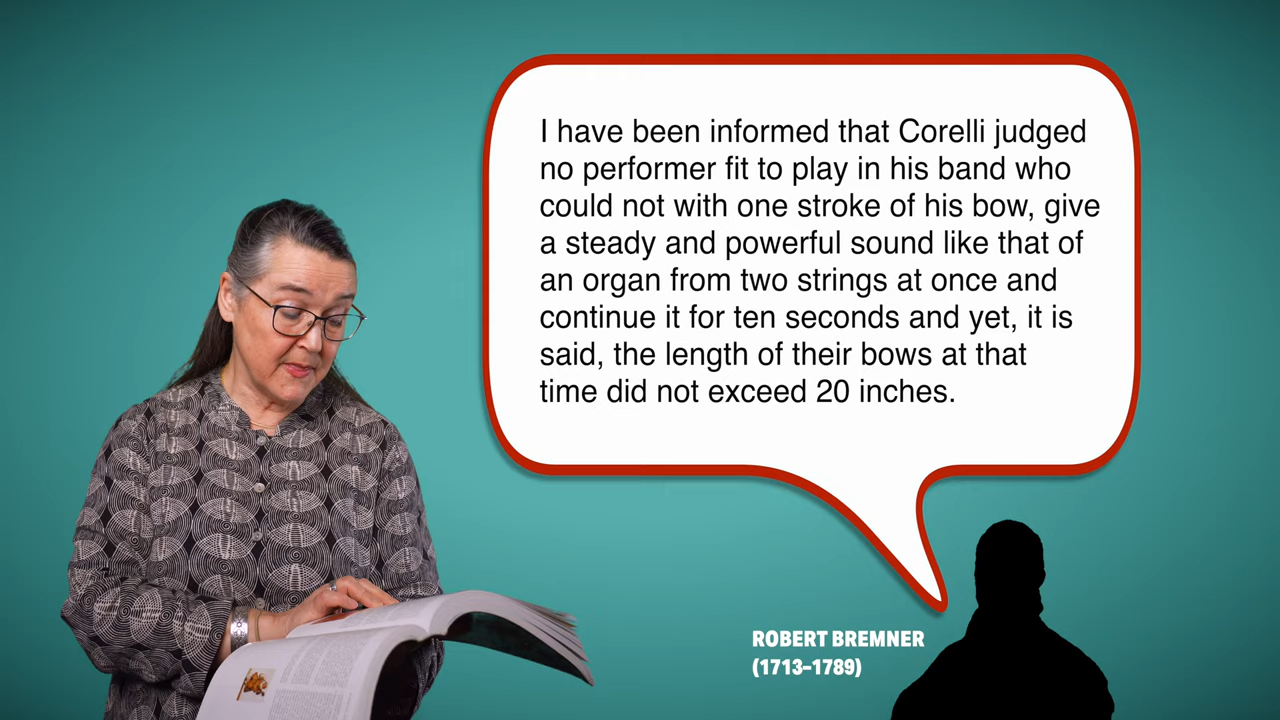 I have been informed that Corelli judged
no performer fit to play in his band who
could not with one stroke of his bow, give
a steady and powerful sound like that of
an organ from two strings at once and
continue it for ten seconds and yet, it is
said, the length of their bows at that
time did not exceed 20 inches.
ROBERT BREMNER
(1713–1789)